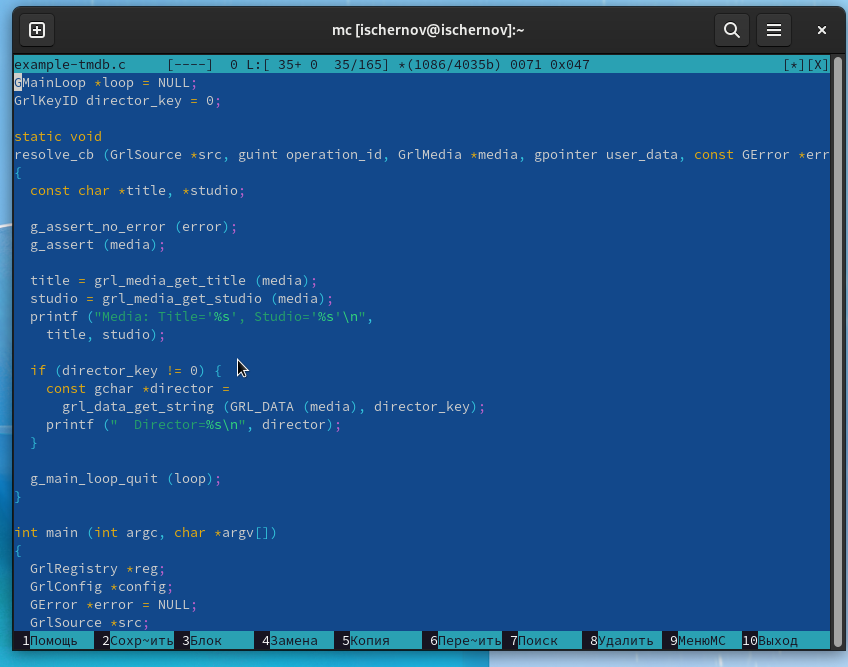 mc [ischernov@ischernov]:~
example-tmdb.c     [----]  0 L:[ 35+ 0  35/165] *(1086/4035b) 0071 0x047                        [*][X]
GMainLoop *loop = NULL;
GrlKeyID director_key = 0;
static void
resolve_cb (GrlSource *src, guint operation_id, GrlMedia *media, gpointer user_data, const GError *err
{
  const char *title, *studio;
  g_assert_no_error (error);
  g_assert (media);
  title = grl_media_get_title (media);
  studio = grl_media_get_studio (media);
  printf ("Media: Title='%s', Studio='%s'\n",
    title, studio);
  if (director_key != 0) {
    const gchar *director =
      grl_data_get_string (GRL_DATA (media), director_key);
    printf ("  Director=%s\n", director);
  }
  g_main_loop_quit (loop);
}
int main (int argc, char *argv[])
{
  GrlRegistry *reg;
  GrlConfig *config;
  GError *error = NULL;
  GrlSource *src;
1Помощь  2Сохр~ить 3Блок     4Замена   5Копия     6Пере~ить 7Поиск    8Удалить  9МенюМС  10Выход